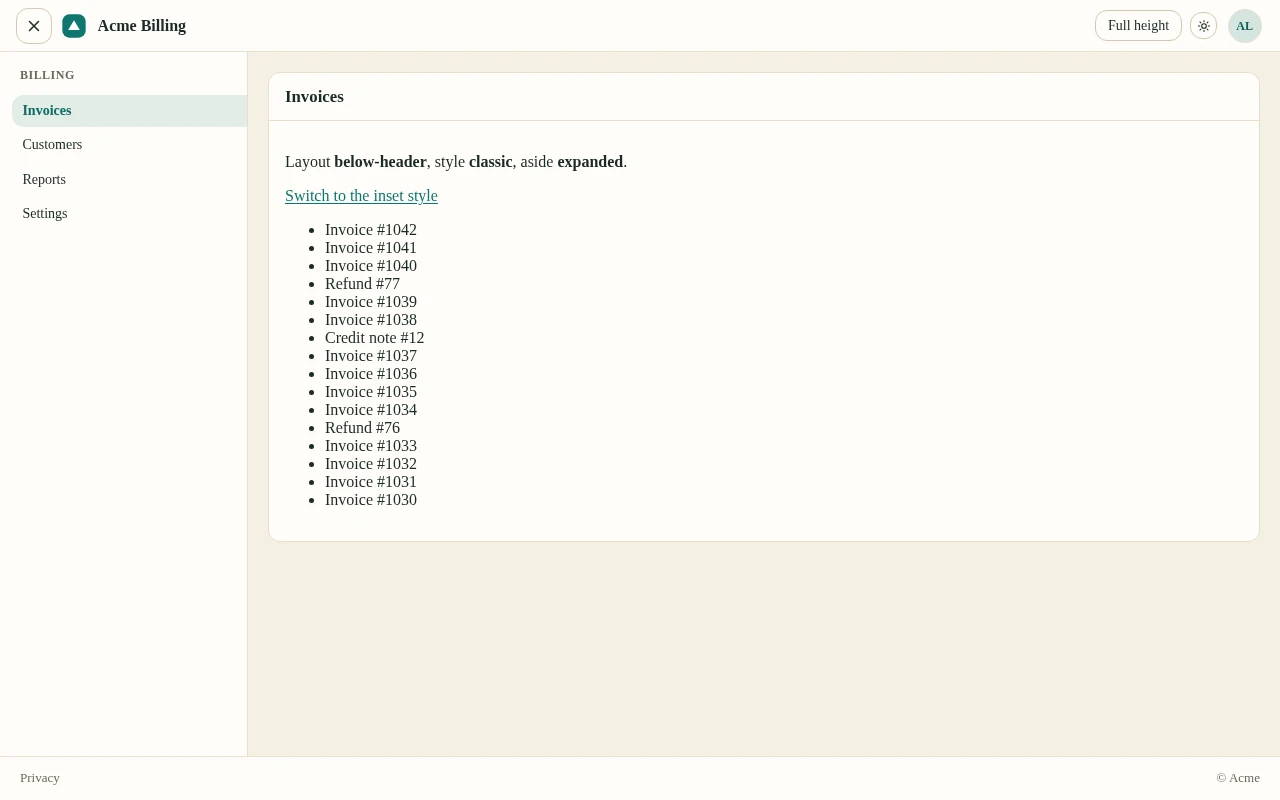 Acme Billing
Full height
AL
BILLING
Invoices
Customers
Reports
Settings
Invoices
Layout below-header, style classic, aside expanded.
Switch to the inset style
Invoice #1042
Invoice #1041
Invoice #1040
Refund #77
Invoice #1039
Invoice #1038
Credit note #12
Invoice #1037
Invoice #1036
Invoice #1035
Invoice #1034
Refund #76
Invoice #1033
Invoice #1032
Invoice #1031
Invoice #1030
Privacy
© Acme